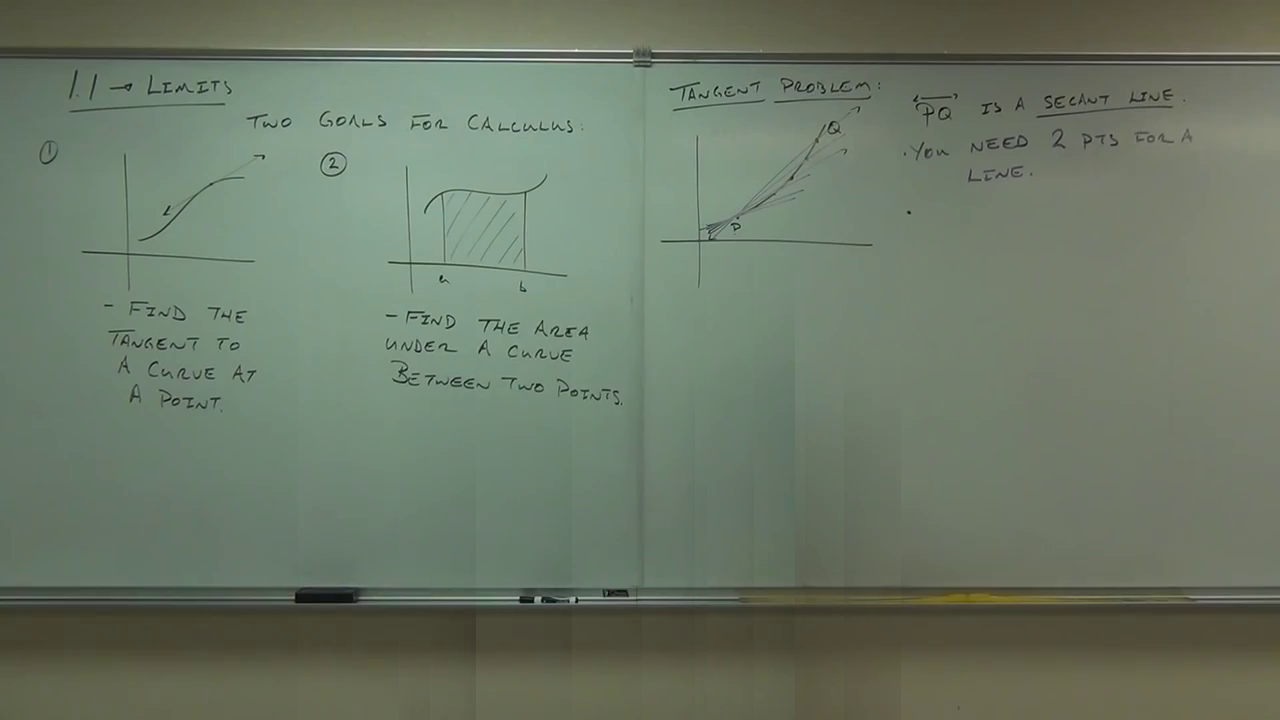 1.1 → LIMITS
TWO GOALS FOR CALCULUS:
①
②
a
b
- FIND THE
TANGENT TO
A CURVE AT
A POINT.
- FIND THE AREA
UNDER A CURVE
BETWEEN TWO POINTS.
TANGENT PROBLEM:
Q
P
PQ IS A SECANT LINE.
· YOU NEED 2 PTS FOR A
LINE.
·